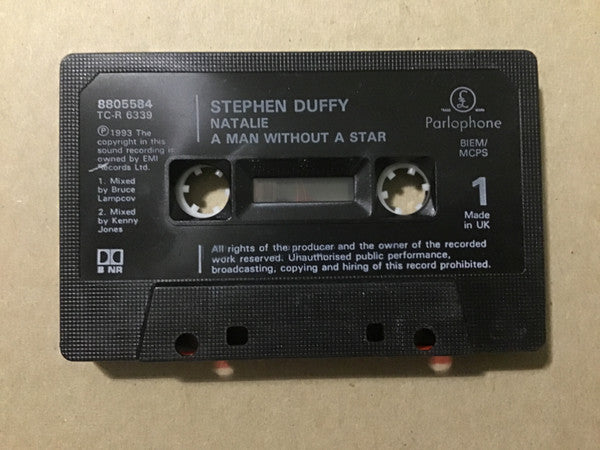 8805584
TC-R 6339
℗ 1993 The
copyright in this
sound recording is
owned by EMI
Records Ltd.
1. Mixed
by Bruce
Lampcov
2. Mixed
by Kenny
Jones
B NR
STEPHEN DUFFY
NATALIE
A MAN WITHOUT A STAR
£
TRADE MARK
Parlophone
BIEM/
MCPS
1
Made
in UK
All rights of the producer and the owner of the recorded
work reserved. Unauthorised public performance,
broadcasting, copying and hiring of this record prohibited.